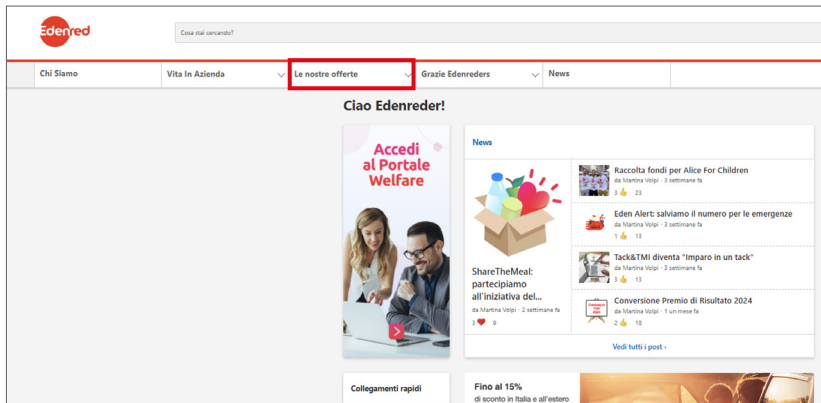 Edenred
Cosa stai cercando?
Chi Siamo
Vita In Azienda
Le nostre offerte
Grazie Edenreders
News
Ciao Edenreder!
Accedi
al Portale
Welfare
News
ShareTheMeal:
partecipiamo
all'iniziativa del...
da Martina Volpi · 2 settimane fa
3 9
Raccolta fondi per Alice For Children
da Martina Volpi · 3 settimane fa
3 23
Eden Alert: salviamo il numero per le emergenze
da Martina Volpi · 3 settimane fa
1 13
Tack&TMI diventa "Imparo in un tack"
da Martina Volpi · 3 settimane fa
3 13
Conversione Premio di Risultato 2024
da Martina Volpi · 1 un mese fa
2 18
Vedi tutti i post ›
Collegamenti rapidi
Fino al 15%
di sconto in Italia e all'estero